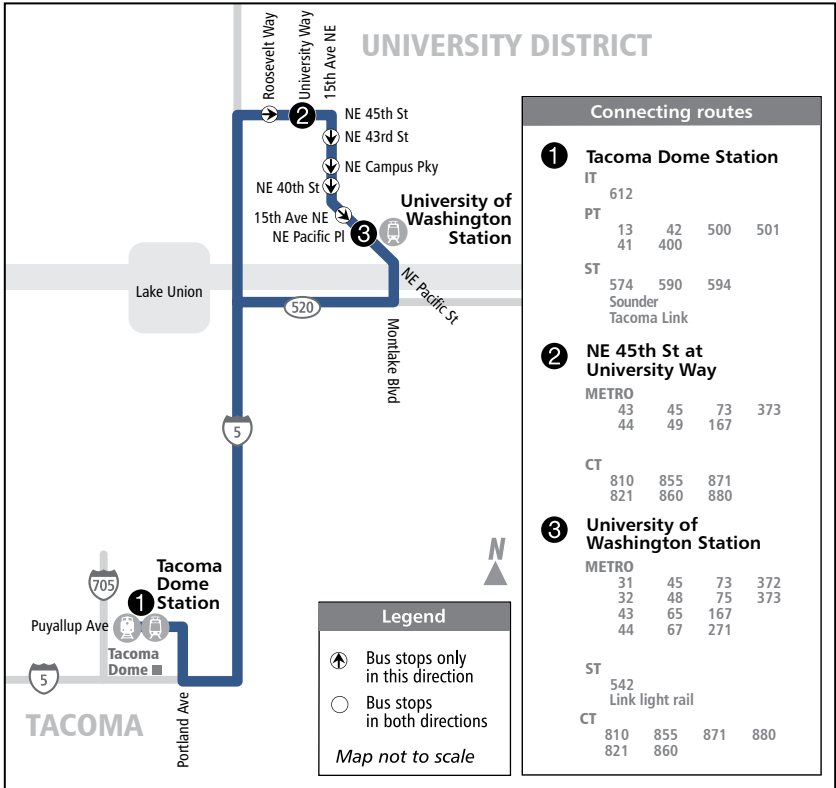 UNIVERSITY DISTRICT
Roosevelt Way
University Way
15th Ave NE
2
NE 45th St
NE 43rd St
NE Campus Pky
NE 40th St
15th Ave NE
NE Pacific Pl
3
University of
Washington
Station
Lake Union
520
NE Pacific St
Montlake Blvd
5
N
Tacoma
Dome
Station
1
705
Puyallup Ave
Tacoma
Dome
5
Portland Ave
TACOMA
Legend
Bus stops only
in this direction
Bus stops
in both directions
Map not to scale
Connecting routes
1 Tacoma Dome Station
IT
612
PT
13 42 500 501
41 400
ST
574 590 594
Sounder
Tacoma Link
2 NE 45th St at
University Way
METRO
43 45 73 373
44 49 167
CT
810 855 871
821 860 880
3 University of
Washington Station
METRO
31 45 73 372
32 48 75 373
43 65 167
44 67 271
ST
542
Link light rail
CT
810 855 871 880
821 860